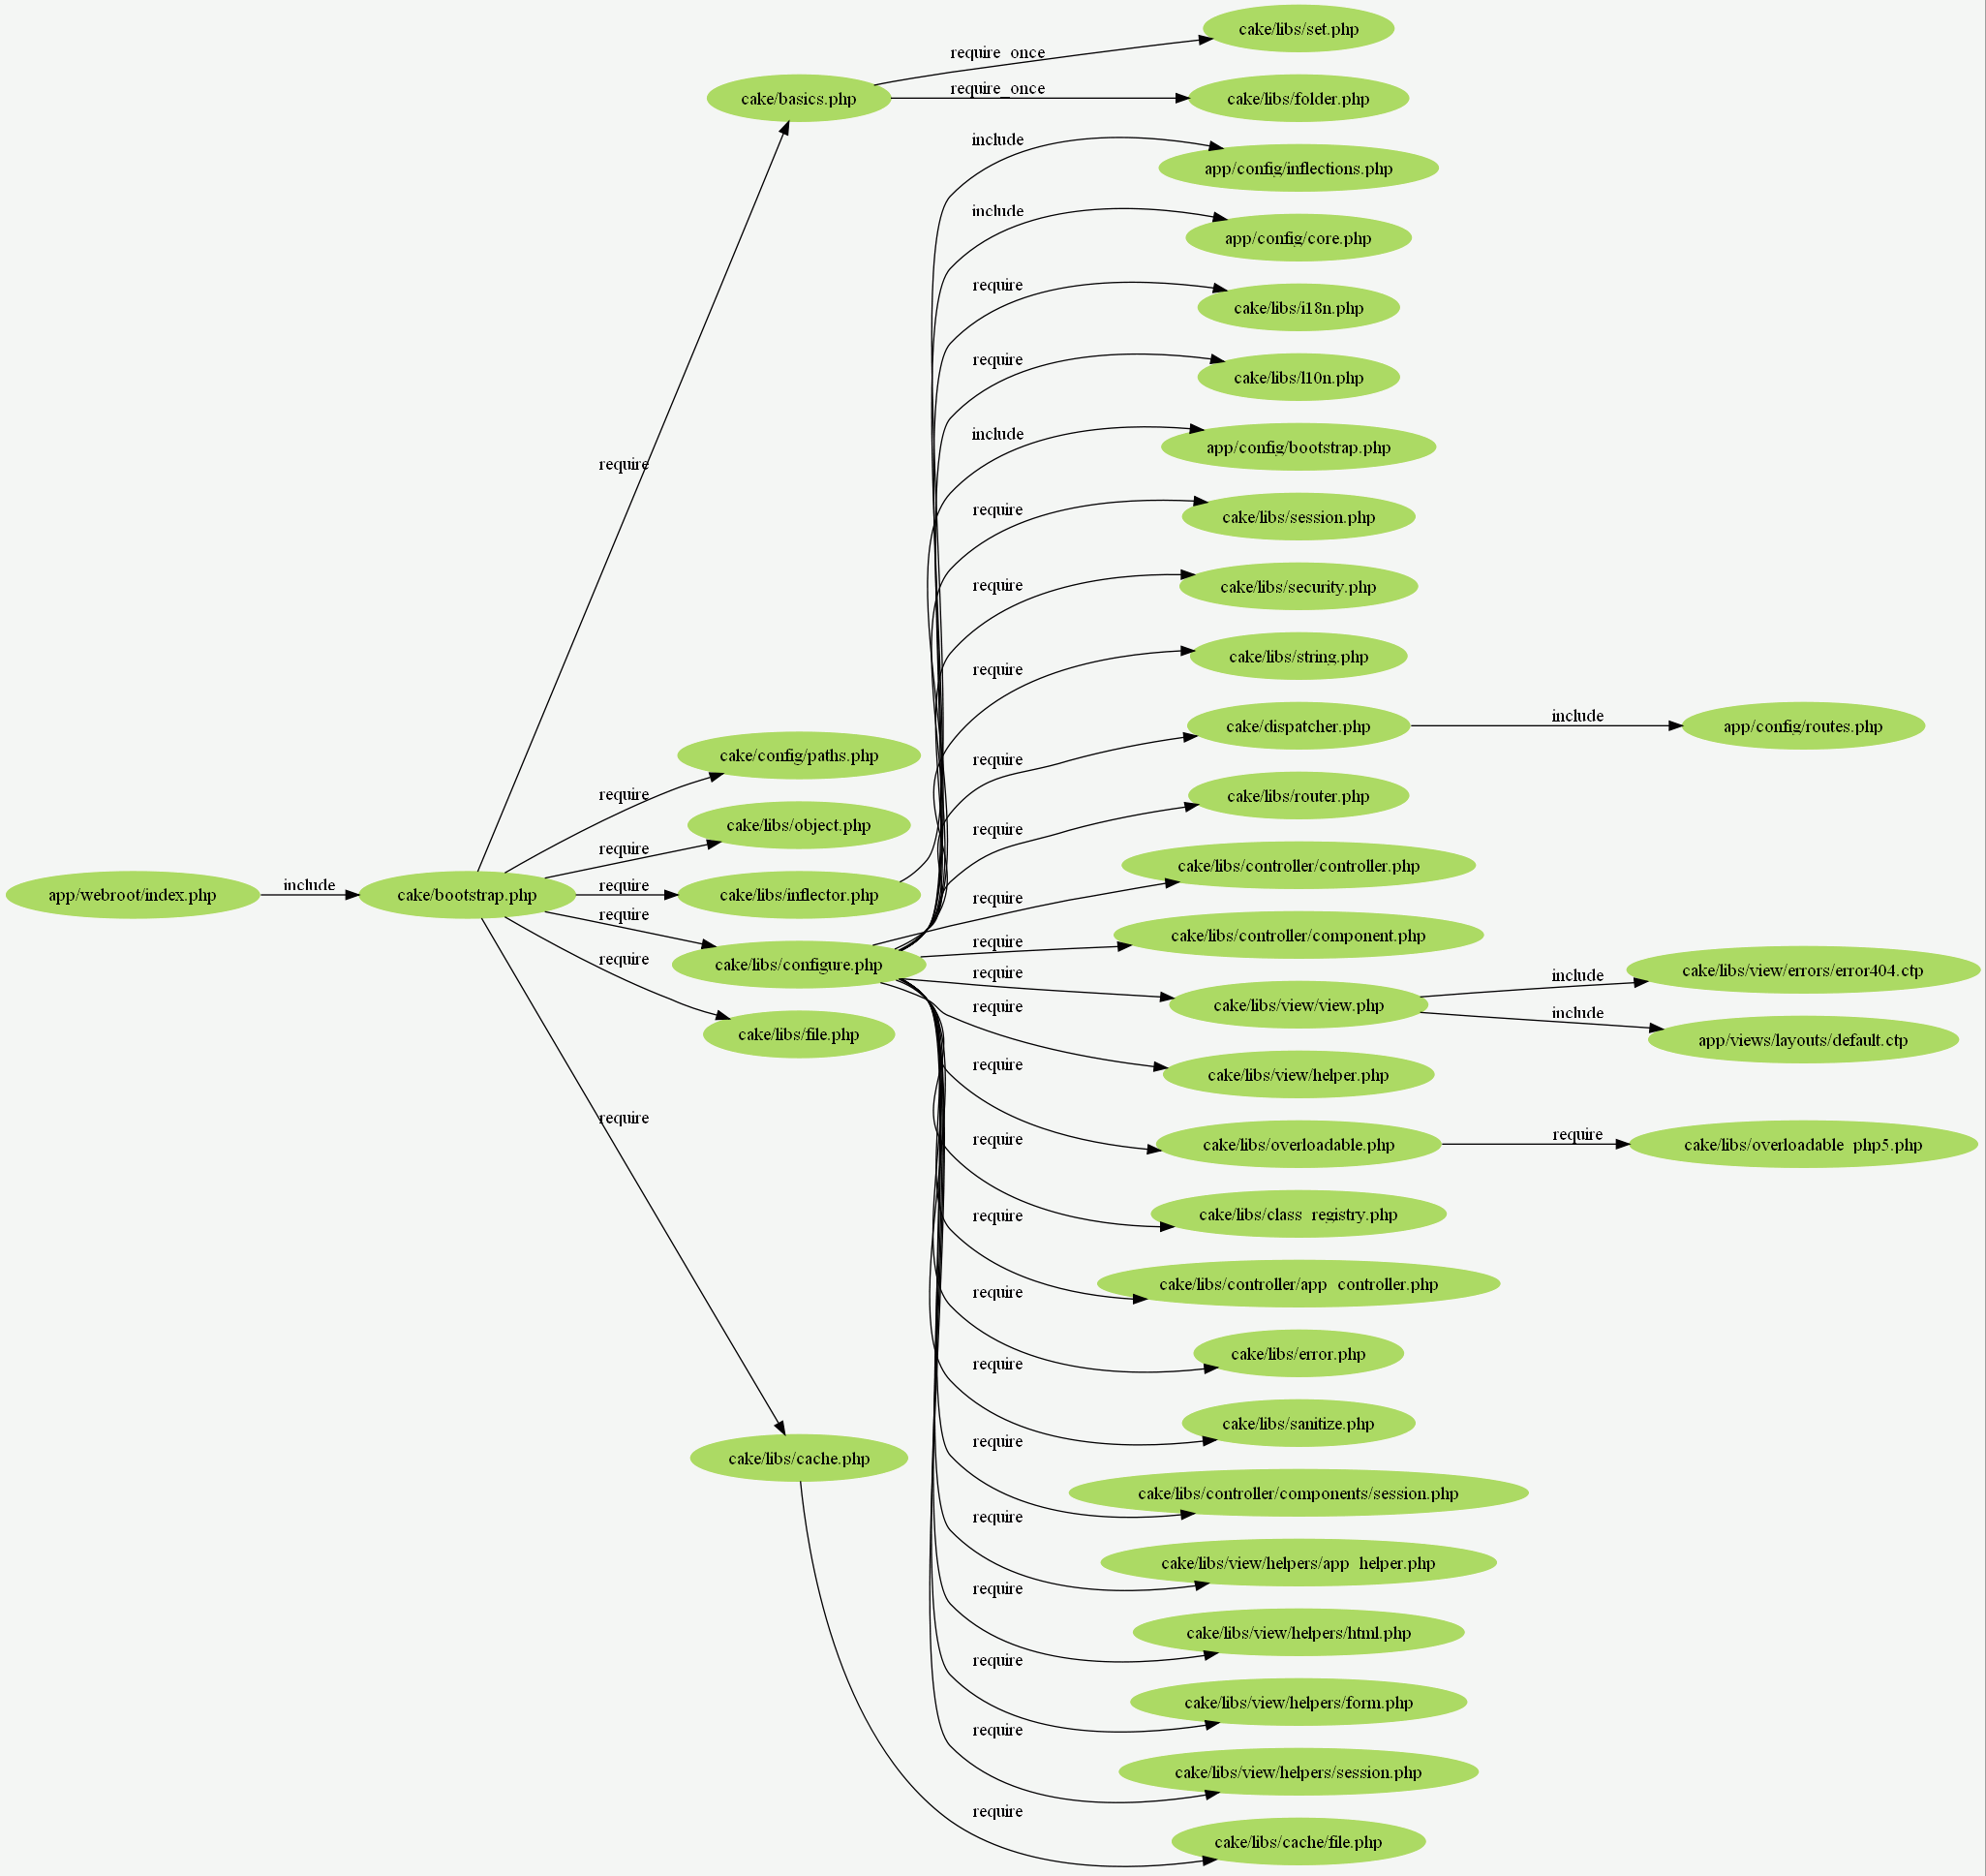 cake/libs/set.php
require_once
cake/basics.php
require_once
cake/libs/folder.php
include
app/config/inflections.php
include
app/config/core.php
require
cake/libs/i18n.php
require
cake/libs/l10n.php
include
app/config/bootstrap.php
require
require
cake/libs/session.php
require
cake/libs/security.php
require
cake/libs/string.php
cake/dispatcher.php
include
app/config/routes.php
require
cake/config/paths.php
require
cake/libs/router.php
require
cake/libs/object.php
require
require
cake/libs/controller/controller.php
app/webroot/index.php
include
cake/bootstrap.php
require
cake/libs/inflector.php
require
require
cake/libs/controller/component.php
require
cake/libs/configure.php
require
require
cake/libs/view/view.php
include
cake/libs/view/errors/error404.ctp
include
app/views/layouts/default.ctp
cake/libs/file.php
require
cake/libs/view/helper.php
require
require
cake/libs/overloadable.php
require
cake/libs/overloadable_php5.php
require
cake/libs/class_registry.php
require
cake/libs/controller/app_controller.php
require
cake/libs/error.php
require
cake/libs/sanitize.php
require
cake/libs/cache.php
cake/libs/controller/components/session.php
require
cake/libs/view/helpers/app_helper.php
require
cake/libs/view/helpers/html.php
require
cake/libs/view/helpers/form.php
require
cake/libs/view/helpers/session.php
require
cake/libs/cache/file.php